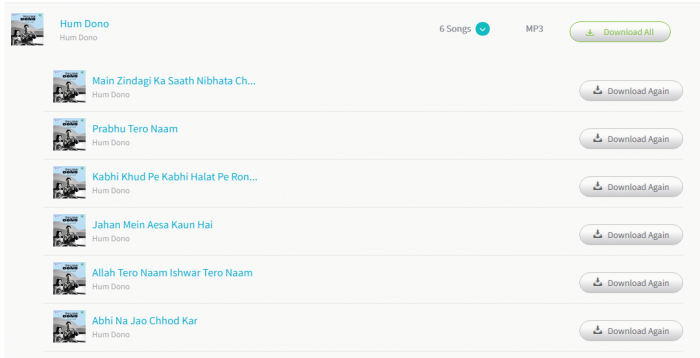 Hum Dono
Hum Dono
6 Songs
MP3
Download All
Main Zindagi Ka Saath Nibhata Ch...
Hum Dono
Download Again
Prabhu Tero Naam
Hum Dono
Download Again
Kabhi Khud Pe Kabhi Halat Pe Ron...
Hum Dono
Download Again
Jahan Mein Aesa Kaun Hai
Hum Dono
Download Again
Allah Tero Naam Ishwar Tero Naam
Hum Dono
Download Again
Abhi Na Jao Chhod Kar
Hum Dono
Download Again